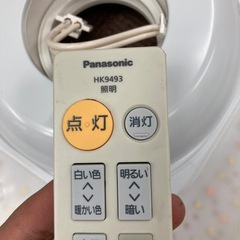 Panasonic
HK9493
照明
点灯
消灯
白い色
暖かい色
明るい
暗い